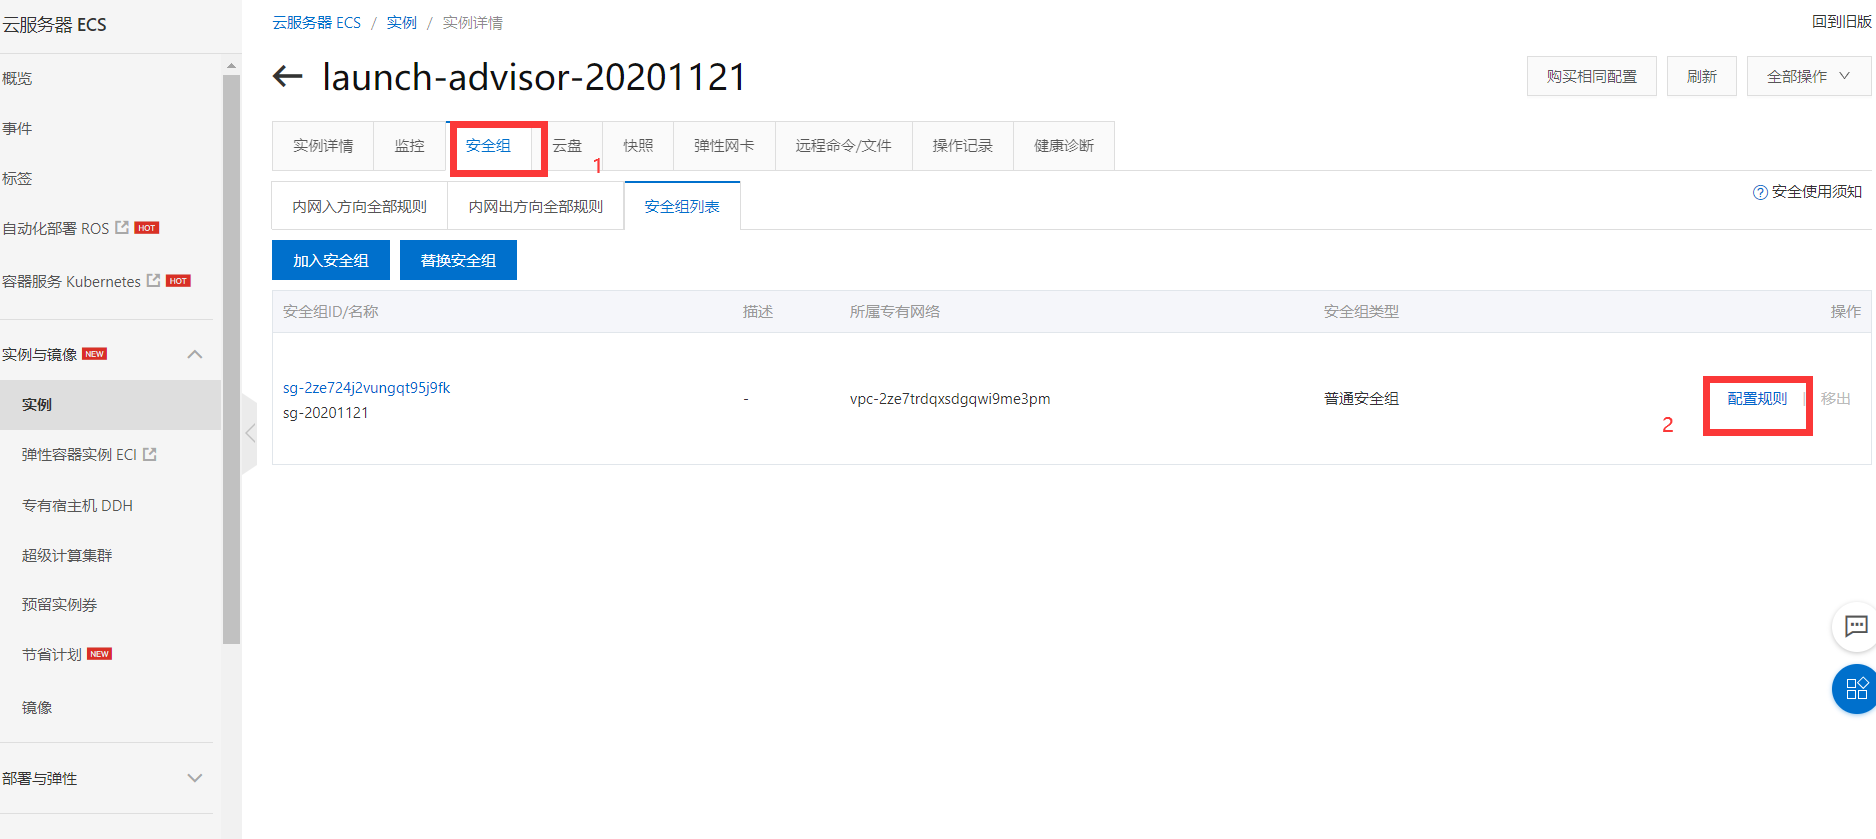 云服务器 ECS
概览
事件
标签
自动化部署 ROS HOT
容器服务 Kubernetes HOT
实例与镜像 NEW
实例
弹性容器实例 ECI
专有宿主机 DDH
超级计算集群
预留实例券
节省计划 NEW
镜像
部署与弹性
云服务器 ECS / 实例 / 实例详情
回到旧版
launch-advisor-20201121
购买相同配置 刷新 全部操作
实例详情 监控 安全组 云盘 快照 弹性网卡 远程命令/文件 操作记录 健康诊断
1
内网入方向全部规则 内网出方向全部规则 安全组列表
安全使用须知
加入安全组 替换安全组
安全组ID/名称 描述 所属专有网络 安全组类型 操作
sg-2ze724j2vungqt95j9fk
sg-20201121
- vpc-2ze7trdqxsdgqwi9me3pm 普通安全组 配置规则 | 移出
2